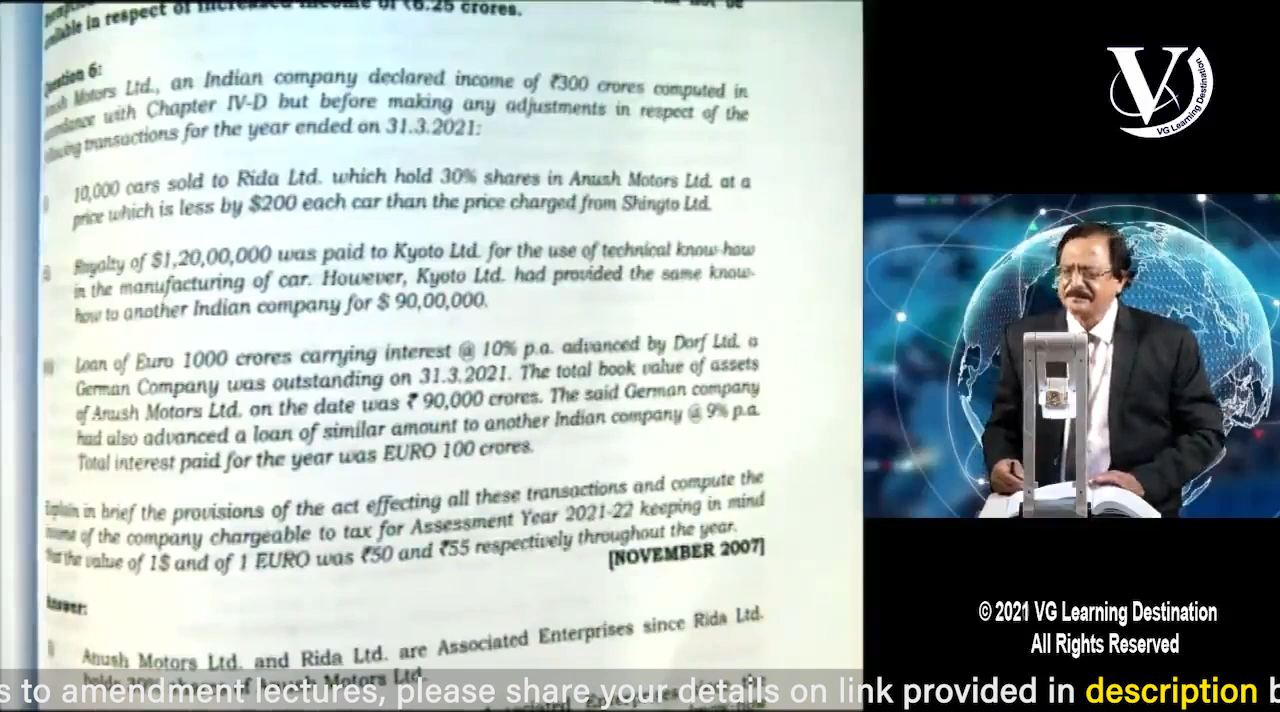 in respect of increased income of ₹6.25 crores.
Question 6:
Motors Ltd., an Indian company declared income of ₹300 crores computed in
with Chapter IV-D but before making any adjustments in respect of the
transactions for the year ended on 31.3.2021:
10,000 cars sold to Rida Ltd. which hold 30% shares in Anush Motors Ltd. at a
price which is less by $200 each car than the price charged from Shingto Ltd.
Royalty of $1,20,00,000 was paid to Kyoto Ltd. for the use of technical know-how
in the manufacturing of car. However, Kyoto Ltd. had provided the same know-
how to another Indian company for $ 90,00,000.
Loan of Euro 1000 crores carrying interest @ 10% p.a. advanced by Dorf Ltd. a
German Company was outstanding on 31.3.2021. The total book value of assets
of Anush Motors Ltd. on the date was ₹ 90,000 crores. The said German company
had also advanced a loan of similar amount to another Indian company @ 9% p.a.
Total interest paid for the year was EURO 100 crores.
Explain in brief the provisions of the act effecting all these transactions and compute the
income of the company chargeable to tax for Assessment Year 2021-22 keeping in mind
that the value of 1$ and of 1 EURO was ₹50 and ₹55 respectively throughout the year.
[NOVEMBER 2007]
Answer:
Anush Motors Ltd. and Rida Ltd. are Associated Enterprises since Rida Ltd.
Motors Ltd.
s to amendment lectures, please share your details on link provided in description b
V
VG Learning Destination
© 2021 VG Learning Destination
All Rights Reserved